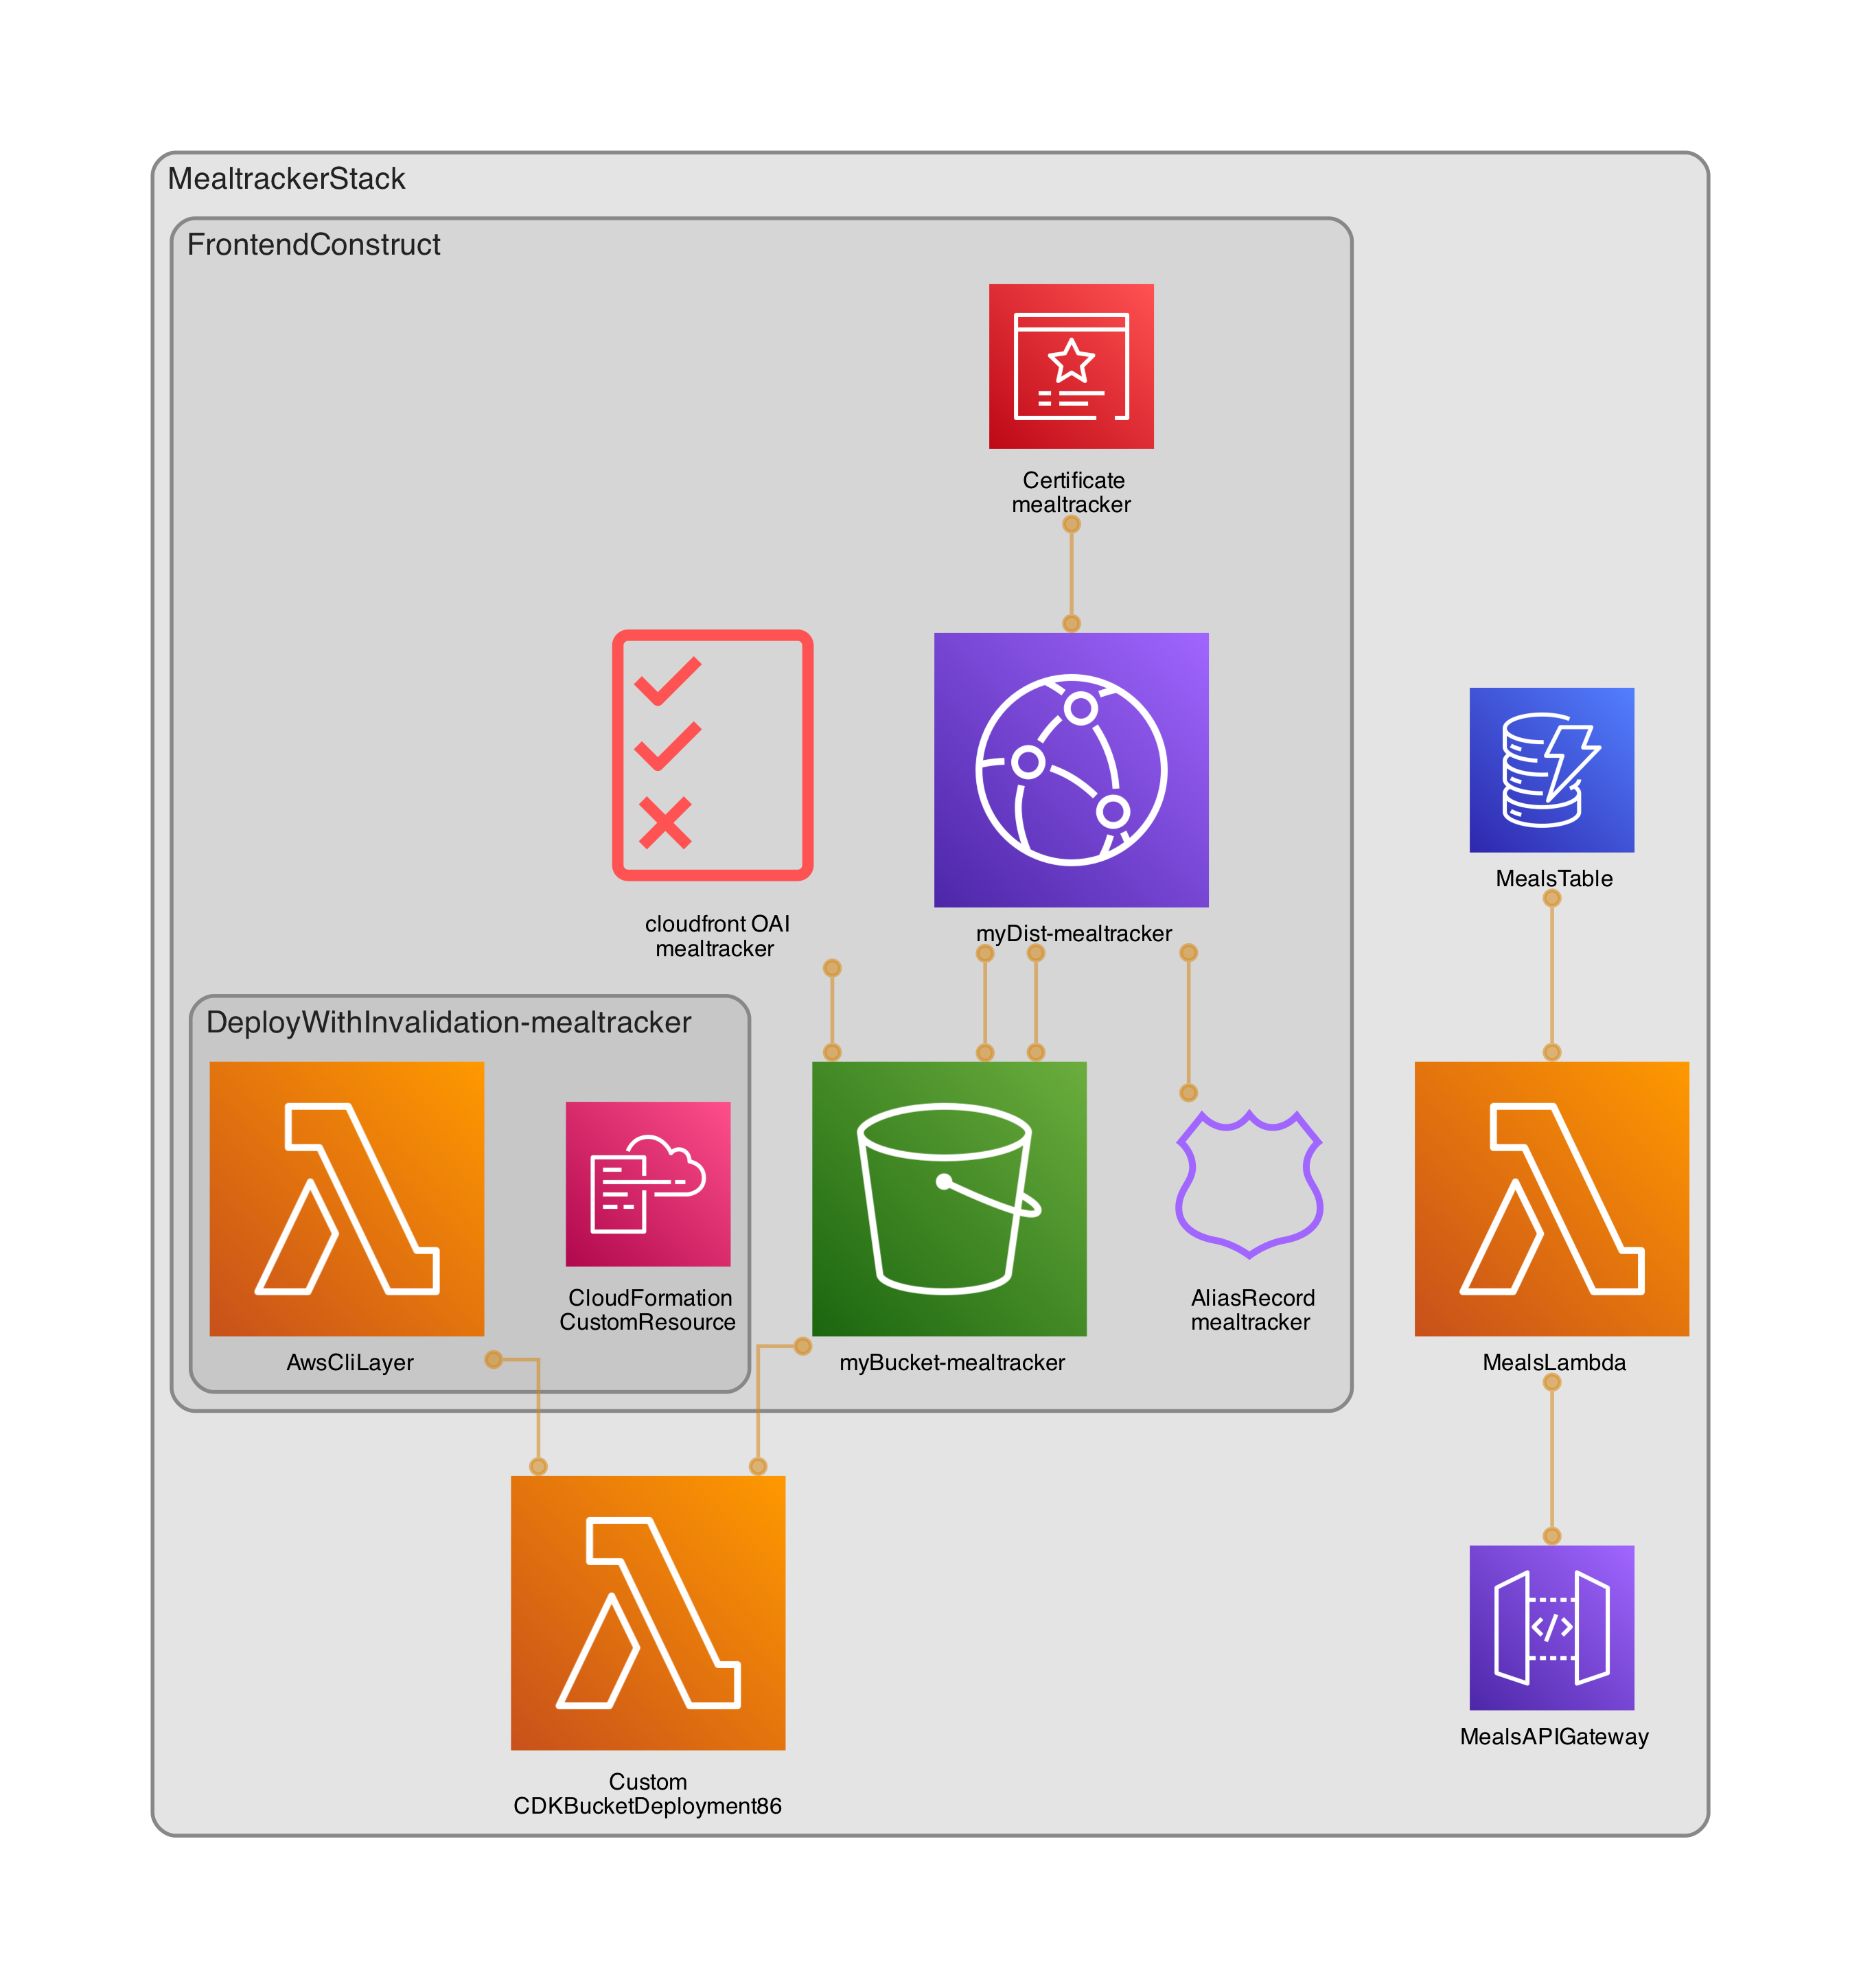 MealtrackerStack
FrontendConstruct
Certificate
mealtracker
cloudfront OAI
mealtracker
myDist-mealtracker
MealsTable
DeployWithInvalidation-mealtracker
AwsCliLayer
CloudFormation
CustomResource
myBucket-mealtracker
AliasRecord
mealtracker
MealsLambda
Custom
CDKBucketDeployment86
MealsAPIGateway